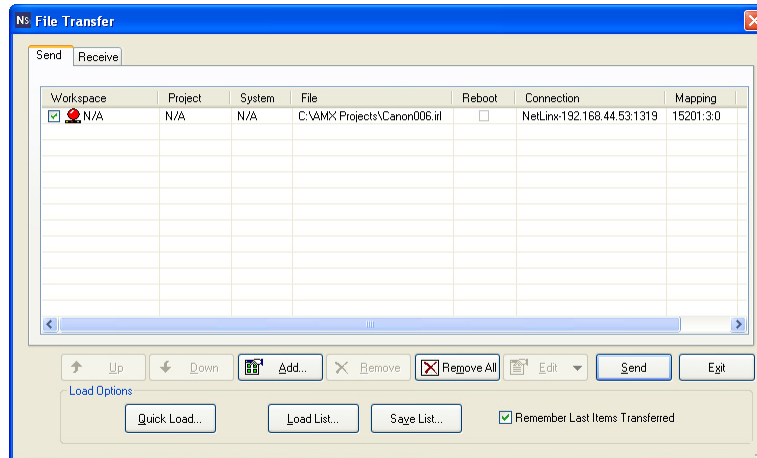 NS File Transfer
Send Receive
Workspace Project System File Reboot Connection Mapping
N/A N/A N/A C:\AMX Projects\Canon006.irl NetLinx-192.168.44.53:1319 15201:3:0
Up Down Add... Remove Remove All Edit Send Exit
Load Options
Quick Load... Load List... Save List... Remember Last Items Transferred